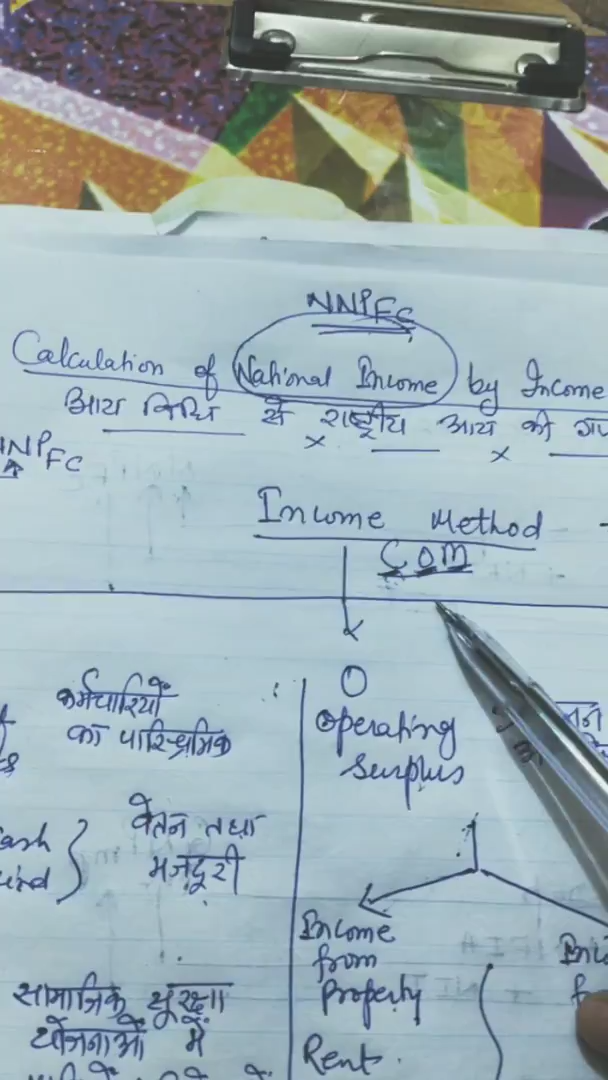 NNPFC
Calculation of National Income by Income
आय विधि से राष्ट्रीय आय की
NNPFC
Income Method
COM
O
कर्मचारियों
का पारिश्रमिक
Operating
surplus
वेतन तथा
मजदूरी
Income
from
Property
Rent
सामाजिक सुरक्षा
योजनाओं में